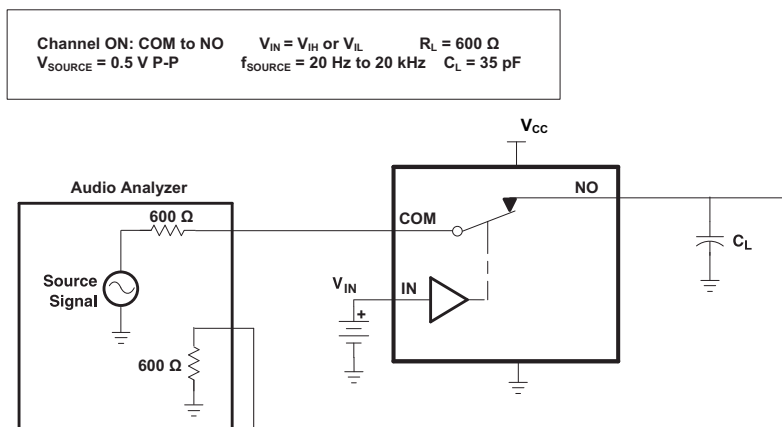 Channel ON: COM to NO V_IN = V_IH or V_IL R_L = 600 Ω
V_SOURCE = 0.5 V P-P f_SOURCE = 20 Hz to 20 kHz C_L = 35 pF
V_CC
Audio Analyzer
NO
600 Ω
COM
C_L
Source
Signal
V_IN
IN
+
600 Ω